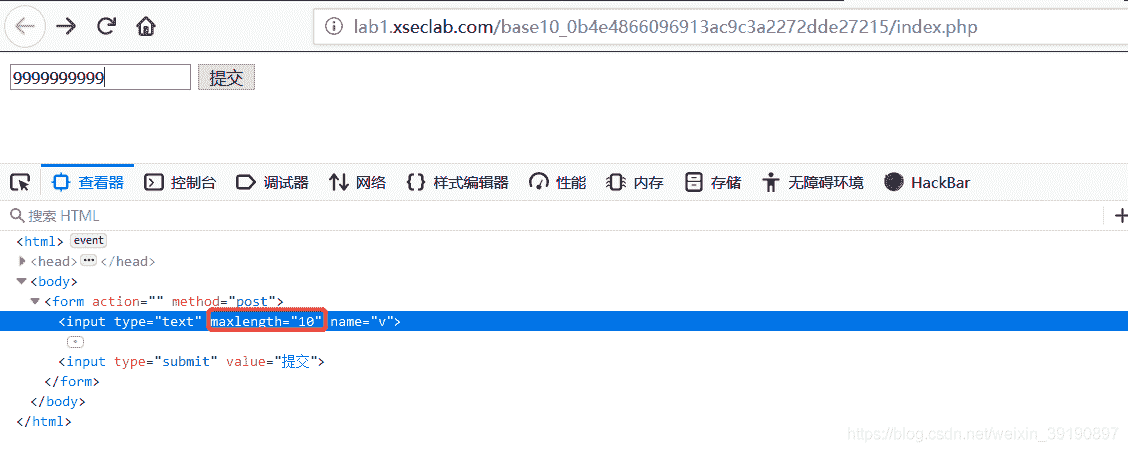 lab1.xseclab.com/base10_0b4e4866096913ac9c3a2272dde27215/index.php
9999999999 提交
查看器 控制台 调试器 网络 样式编辑器 性能 内存 存储 无障碍环境 HackBar
搜索 HTML
<html> event
<head> ••• </head>
<body>
<form action="" method="post">
<input type="text" maxlength="10" name="v">
<input type="submit" value="提交">
</form>
</body>
</html>
https://blog.csdn.net/weixin_39190897